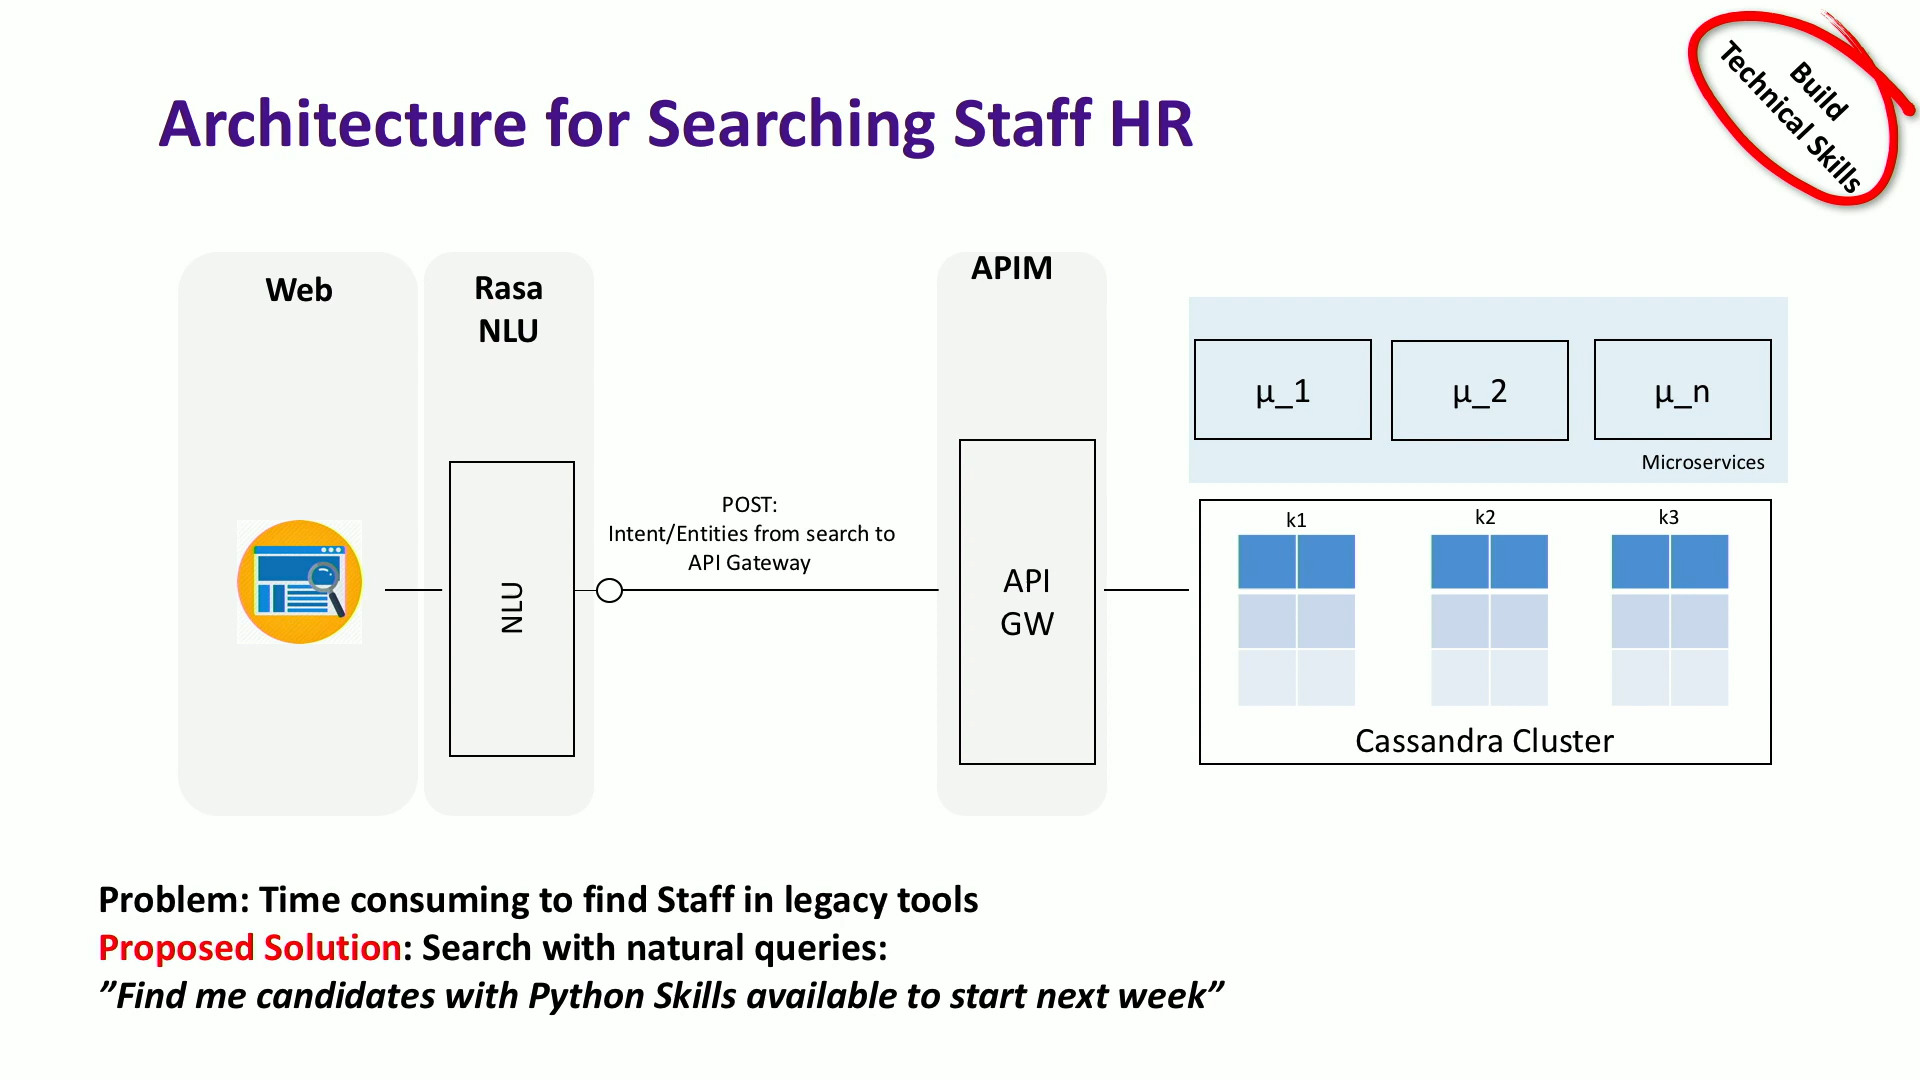 Build
Technical Skills
Architecture for Searching Staff HR
Web
Rasa
NLU
APIM
µ_1
µ_2
µ_n
Microservices
NLU
POST:
Intent/Entities from search to
API Gateway
API
GW
k1
k2
k3
Cassandra Cluster
Problem: Time consuming to find Staff in legacy tools
Proposed Solution: Search with natural queries:
”Find me candidates with Python Skills available to start next week”